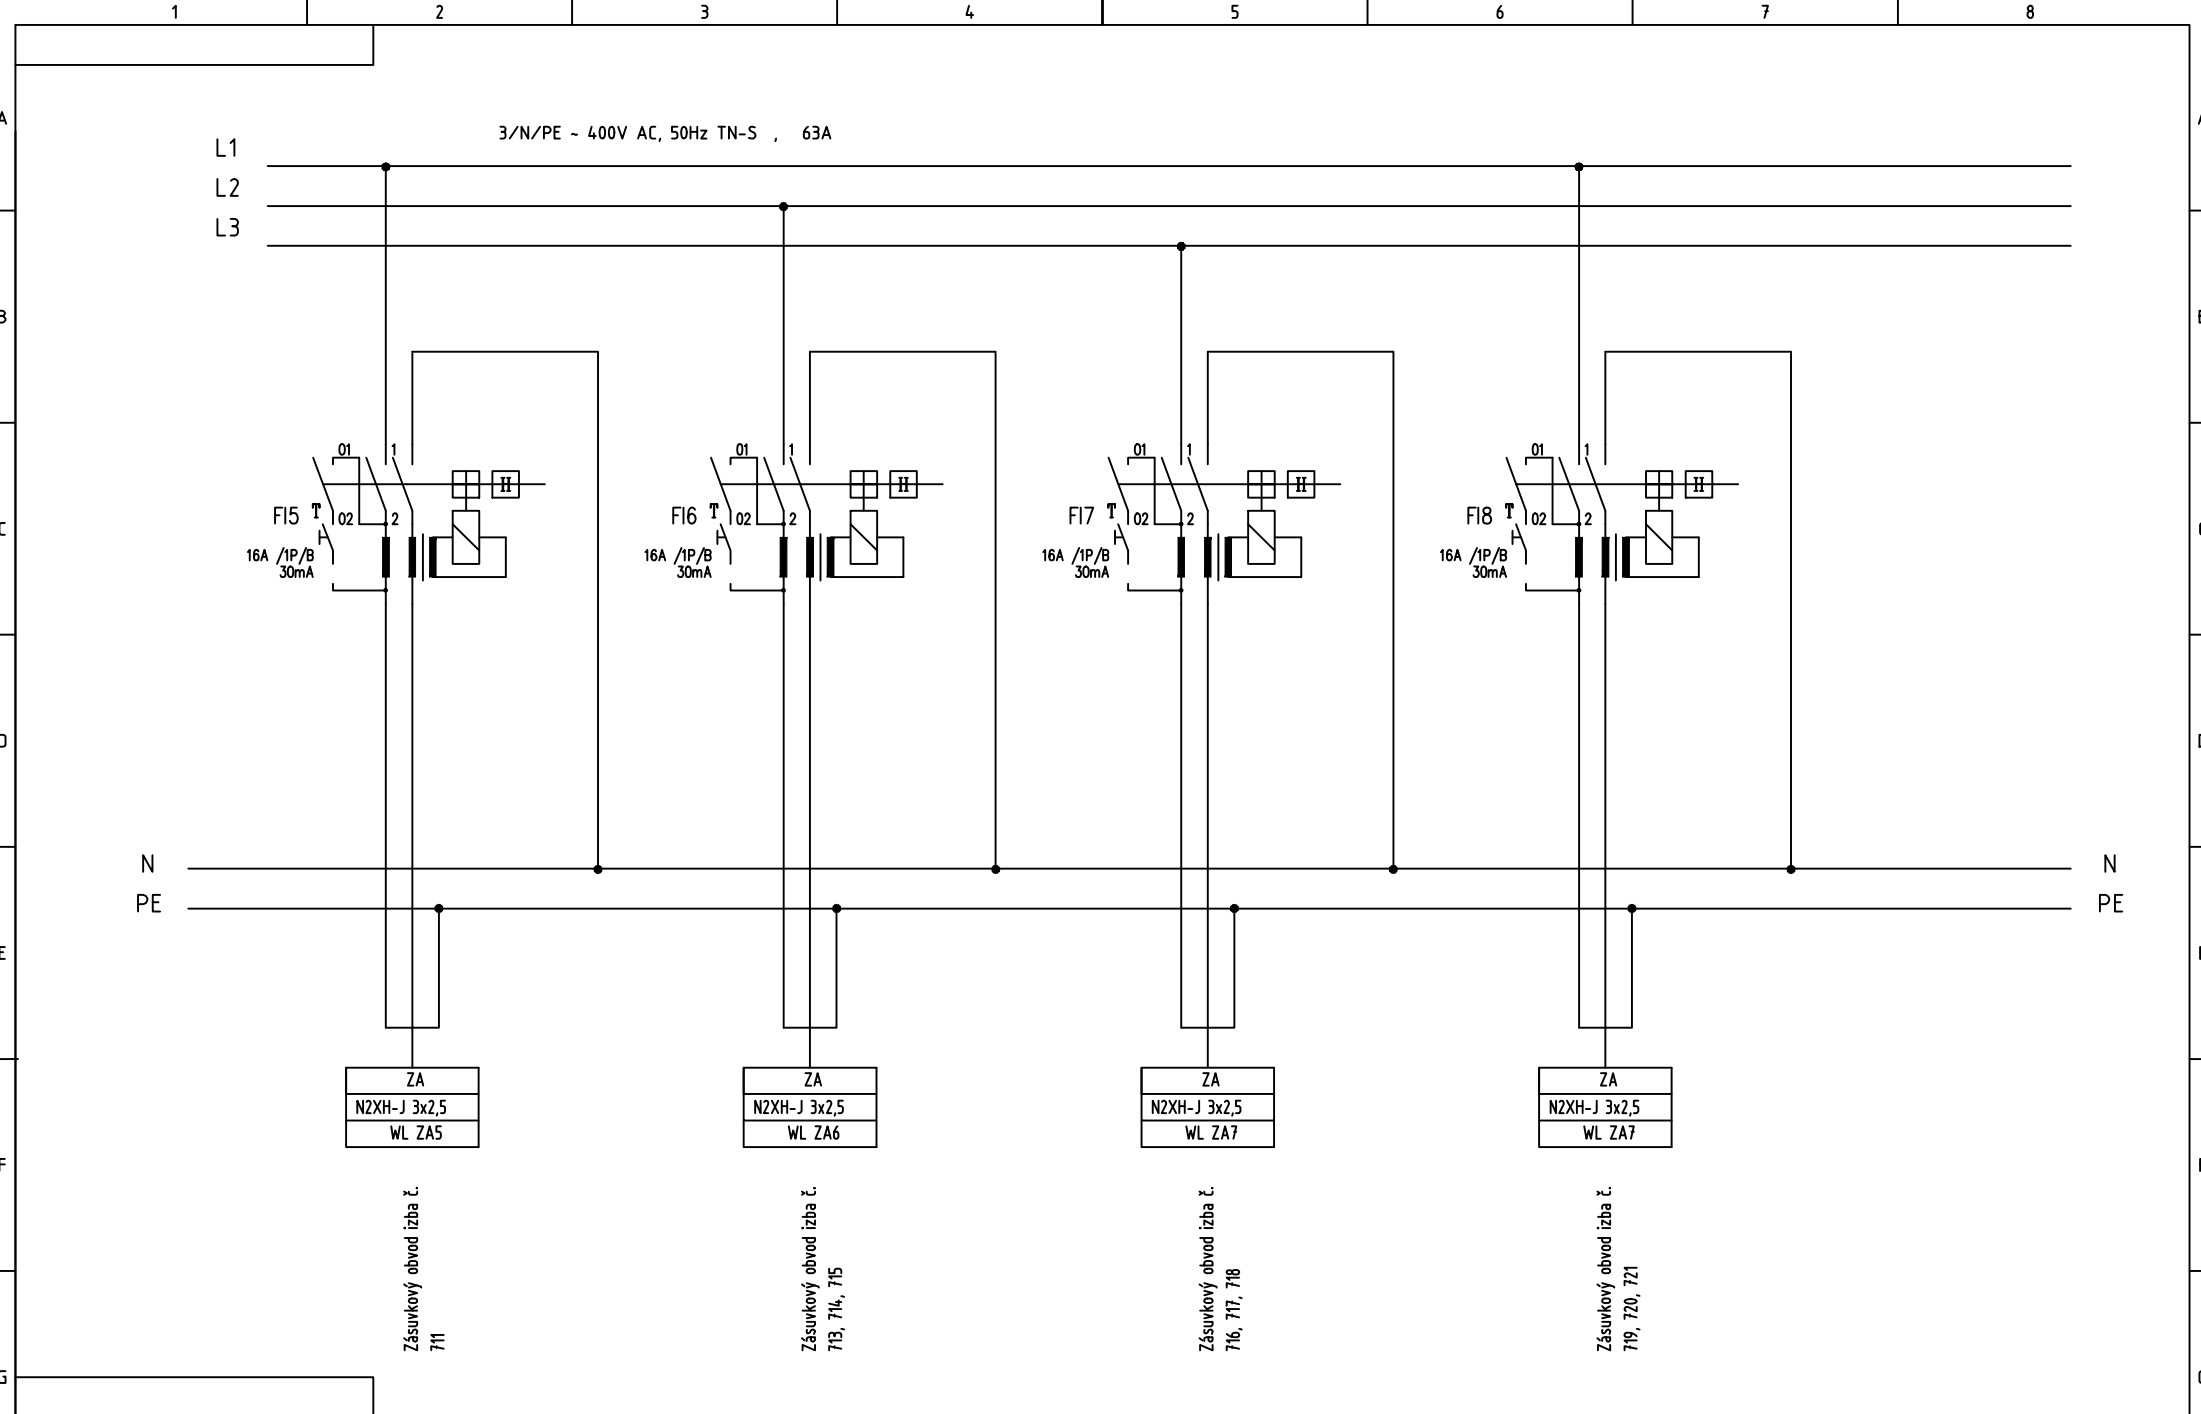 1 2 3 4 5 6 7 8
A
3/N/PE ~ 400V AC, 50Hz TN-S , 63A
L1
L2
L3
01 1 01 1 01 1 01 1
H H H H
FI5 T 02 2 FI6 T 02 2 FI7 T 02 2 FI8 T 02 2
16A /1P/B 16A /1P/B 16A /1P/B 16A /1P/B
30mA 30mA 30mA 30mA
N N
PE PE
ZA ZA ZA ZA
N2XH-J 3x2,5 N2XH-J 3x2,5 N2XH-J 3x2,5 N2XH-J 3x2,5
WL ZA5 WL ZA6 WL ZA7 WL ZA7
Zásuvkový obvod izba č.
711
Zásuvkový obvod izba č.
713, 714, 715
Zásuvkový obvod izba č.
716, 717, 718
Zásuvkový obvod izba č.
719, 720, 721